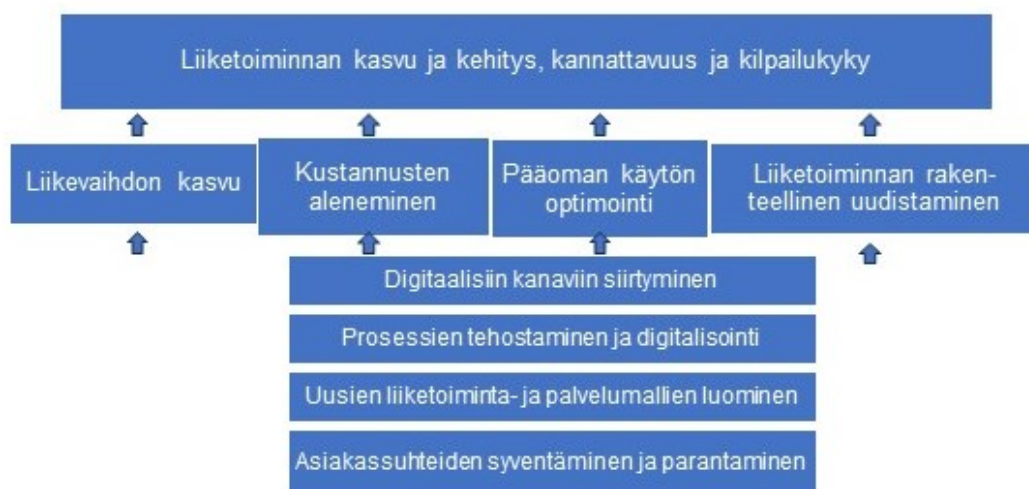 Liiketoiminnan kasvu ja kehitys, kannattavuus ja kilpailukyky
Liikevaihdon kasvu
Kustannusten
aleneminen
Pääoman käytön
optimointi
Liiketoiminnan raken-
teellinen uudistaminen
Digitaalisiin kanaviin siirtyminen
Prosessien tehostaminen ja digitalisointi
Uusien liiketoiminta- ja palvelumallien luominen
Asiakassuhteiden syventäminen ja parantaminen